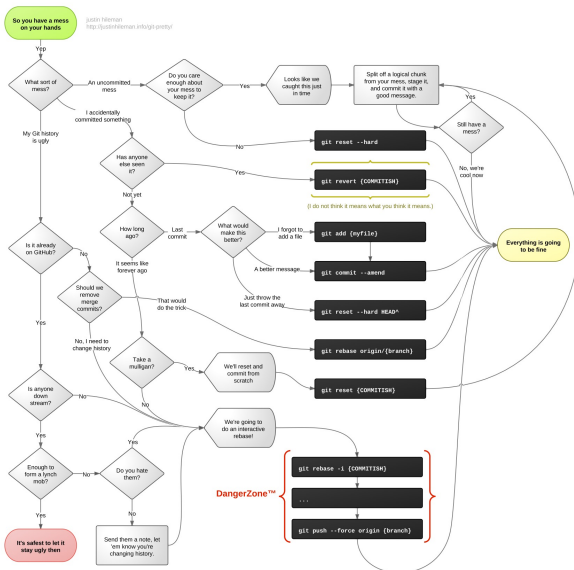 So you have a mess
on your hands
justin hileman
http://justinhileman.info/git-pretty/
Yep
What sort of
mess?
An uncommitted
mess
Do you care
enough about
your mess to
keep it?
Yes
Looks like we
caught this just
in time
Split off a logical chunk
from your mess, stage it,
and commit it with a
good message.
Yes
Still have a
mess?
No, we're
cool now
I accidentally
committed something
My Git history
is ugly
No
git reset --hard
Has anyone
else seen
it?
Yes
git revert {COMMITISH}
(I do not think it means what you think it means.)
Not yet
How long
ago?
Last
commit
What would
make this
better?
I forgot to
add a file
git add {myfile}
Everything is going
to be fine
Is it already
on GitHub?
No
It seems like
forever ago
A better message
git commit --amend
Should we
remove
merge
commits?
That would
do the trick
Just throw the
last commit away
git reset --hard HEAD^
Yes
No, I need to
change history
git rebase origin/{branch}
Take a
mulligan?
Yes
We'll reset and
commit from
scratch
git reset {COMMITISH}
Is anyone
down
stream?
No
No
We're going to
do an interactive
rebase!
Yes
Yes
Enough to
form a lynch
mob?
No
Do you hate
them?
git rebase -i {COMMITISH}
DangerZone™
...
git push --force origin {branch}
Yes
No
It's safest to let it
stay ugly then
Send them a note, let
'em know you're
changing history.